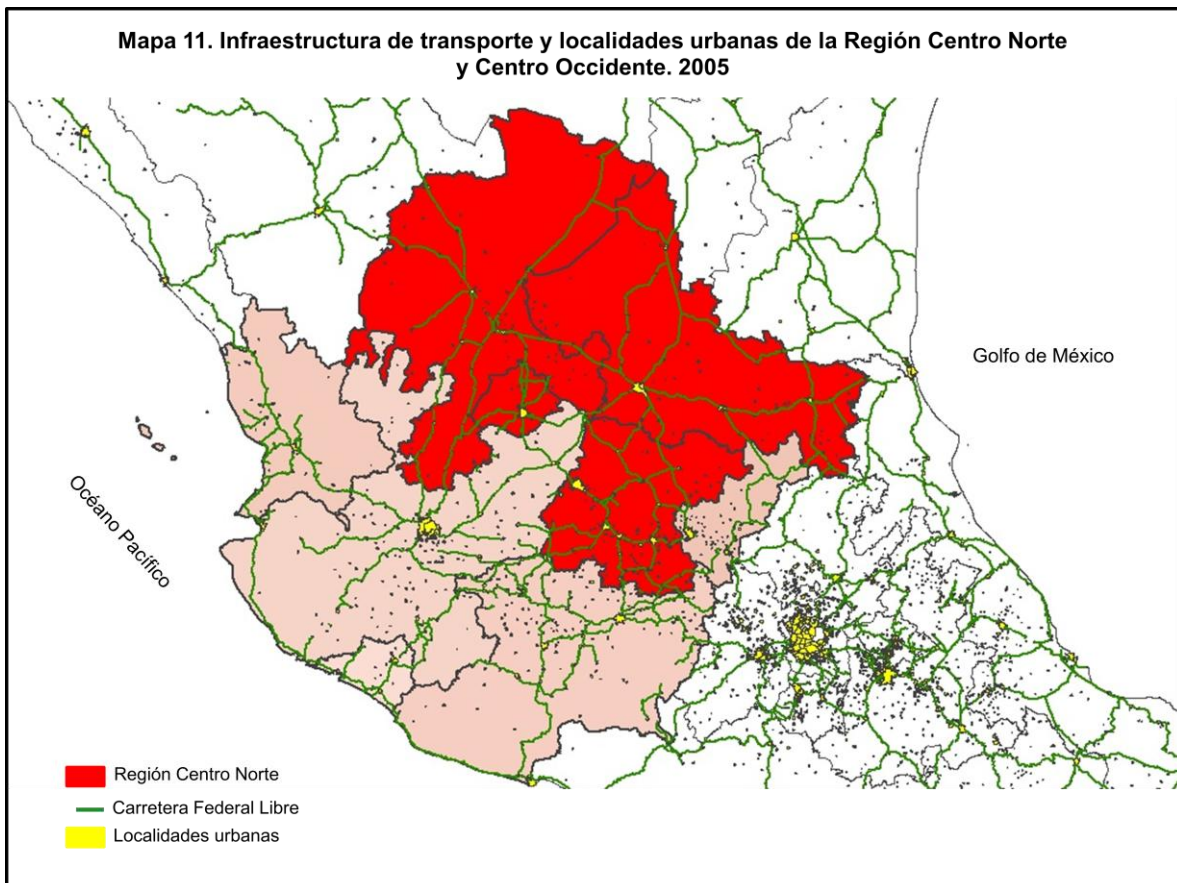 Mapa 11. Infraestructura de transporte y localidades urbanas de la Región Centro Norte
y Centro Occidente. 2005
Golfo de México
Océano Pacífico
Región Centro Norte
Carretera Federal Libre
Localidades urbanas